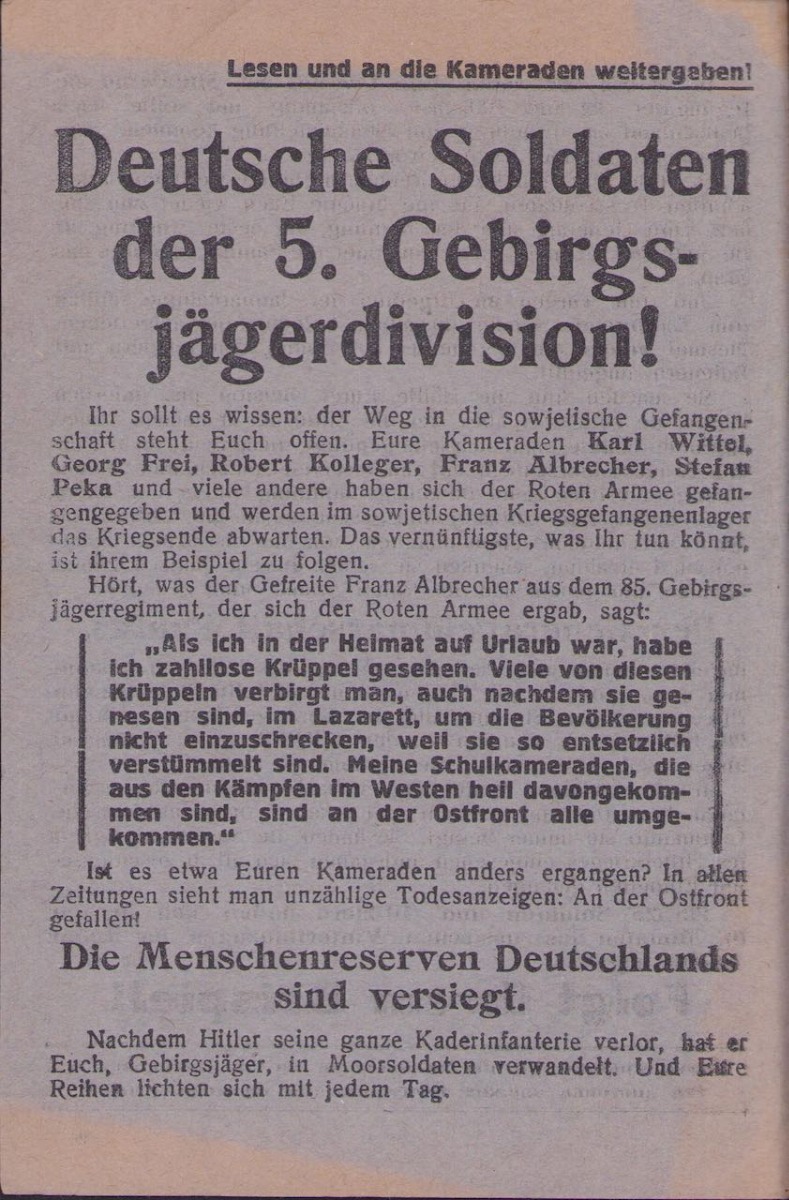 Lesen und an die Kameraden weitergeben!
Deutsche Soldaten
der 5. Gebirgs-
jägerdivision!
Ihr sollt es wissen: der Weg in die sowjetische Gefangen-
schaft steht Euch offen. Eure Kameraden Karl Wittel,
Georg Frei, Robert Kolleger, Franz Albrecher, Stefan
Peka und viele andere haben sich der Roten Armee gefan-
gengegeben und werden im sowjetischen Kriegsgefangenenlager
das Kriegsende abwarten. Das vernünftigste, was Ihr tun könnt,
ist ihrem Beispiel zu folgen.
Hört, was der Gefreite Franz Albrecher aus dem 85. Gebirgs-
jägerregiment, der sich der Roten Armee ergab, sagt:
„Als ich in der Heimat auf Urlaub war, habe
ich zahllose Krüppel gesehen. Viele von diesen
Krüppeln verbirgt man, auch nachdem sie ge-
nesen sind, im Lazarett, um die Bevölkerung
nicht einzuschrecken, weil sie so entsetzlich
verstümmelt sind. Meine Schulkameraden, die
aus den Kämpfen im Westen heil davongekom-
men sind, sind an der Ostfront alle umge-
kommen.“
Ist es etwa Euren Kameraden anders ergangen? In allen
Zeitungen sieht man unzählige Todesanzeigen: An der Ostfront
gefallen!
Die Menschenreserven Deutschlands
sind versiegt.
Nachdem Hitler seine ganze Kaderinfanterie verlor, hat er
Euch, Gebirgsjäger, in Moorsoldaten verwandelt. Und Eure
Reihen lichten sich mit jedem Tag.